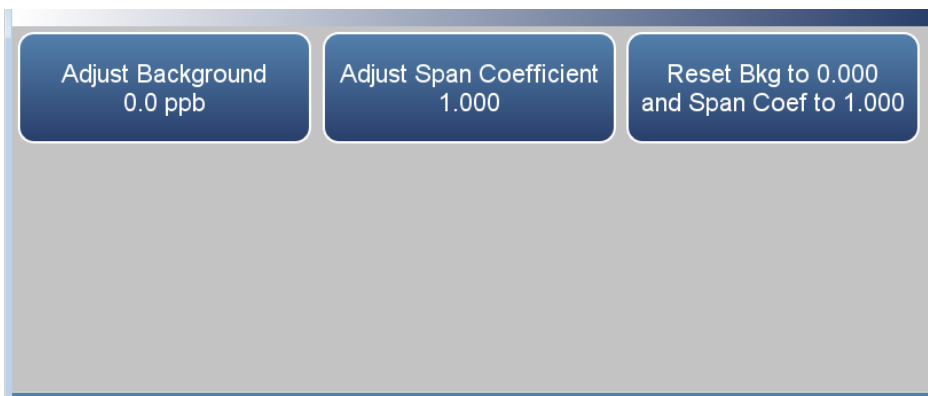 Adjust Background
0.0 ppb
Adjust Span Coefficient
1.000
Reset Bkg to 0.000
and Span Coef to 1.000